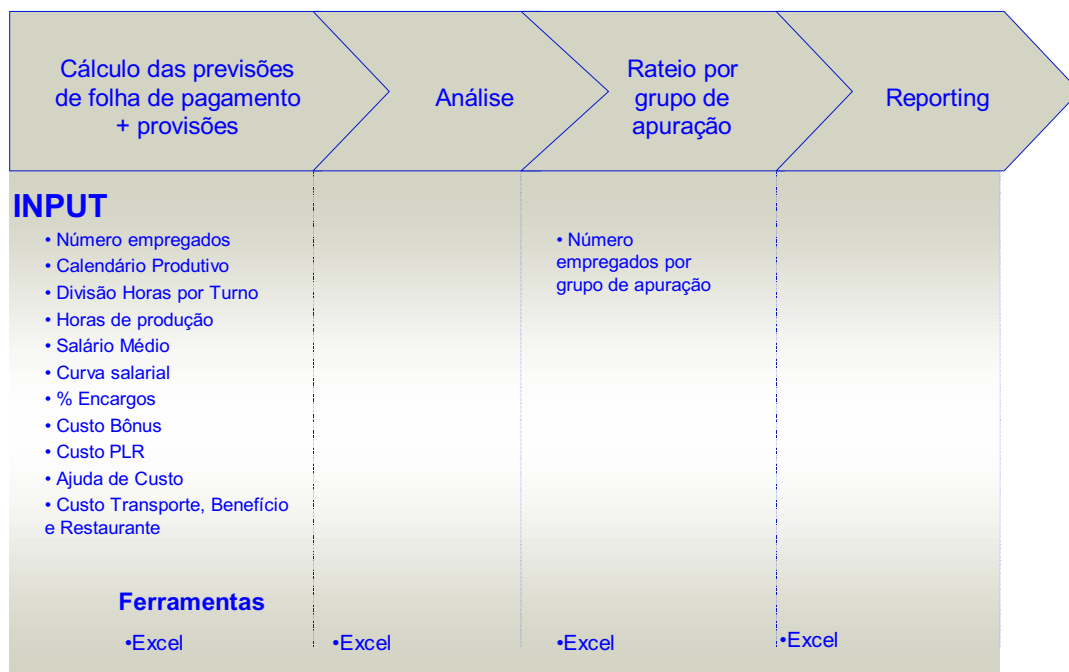 Cálculo das previsões
de folha de pagamento
+ provisões
Análise
Rateio por
grupo de
apuração
Reporting
INPUT
• Número empregados
• Calendário Produtivo
• Divisão Horas por Turno
• Horas de produção
• Salário Médio
• Curva salarial
• % Encargos
• Custo Bônus
• Custo PLR
• Ajuda de Custo
• Custo Transporte, Benefício
e Restaurante
• Número
empregados por
grupo de apuração
Ferramentas
•Excel
•Excel
•Excel
•Excel